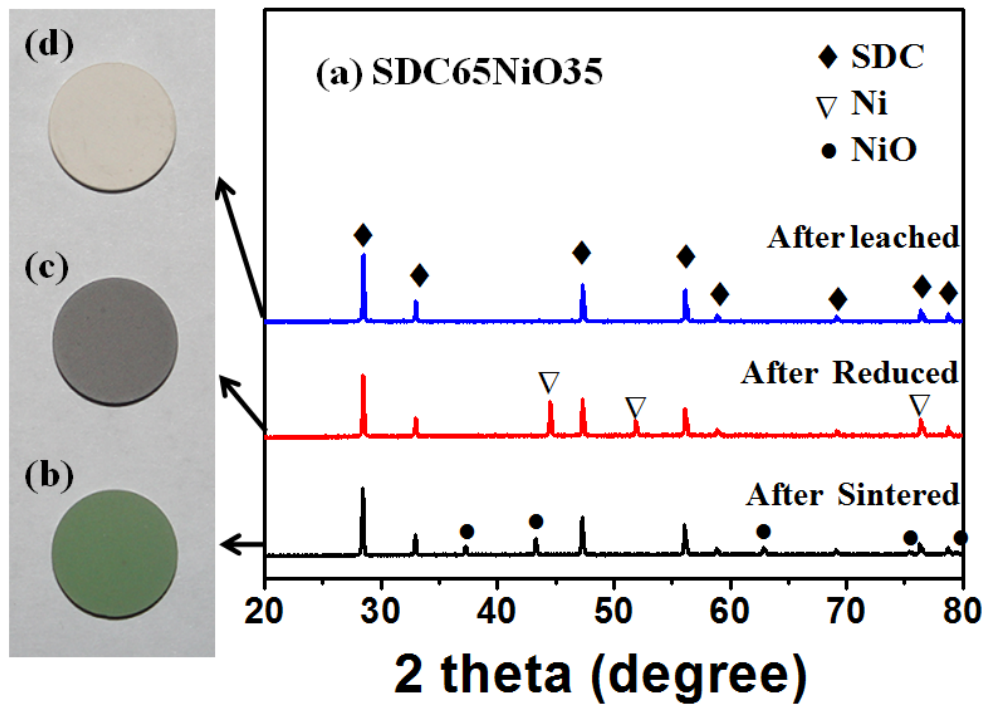 (d)
(c)
(b)
(a) SDC65NiO35
♦ SDC
▽ Ni
● NiO
After leached
After Reduced
After Sintered
20 30 40 50 60 70 80
2 theta (degree)